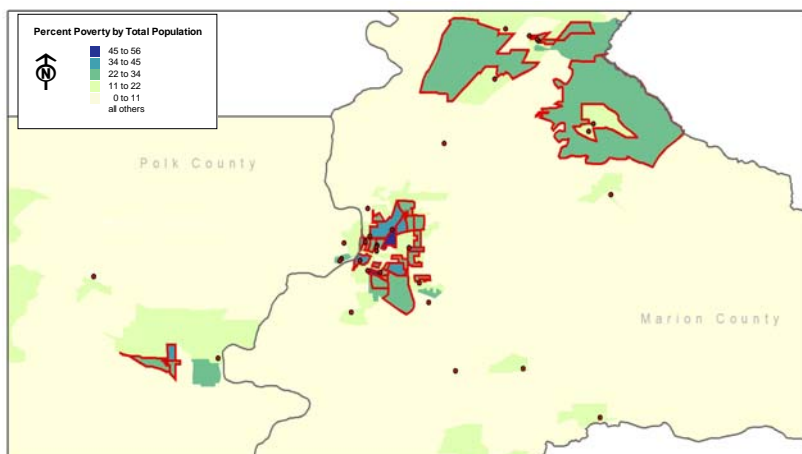 Percent Poverty by Total Population
N
45 to 56
34 to 45
22 to 34
11 to 22
0 to 11
all others
Polk County
Marion County